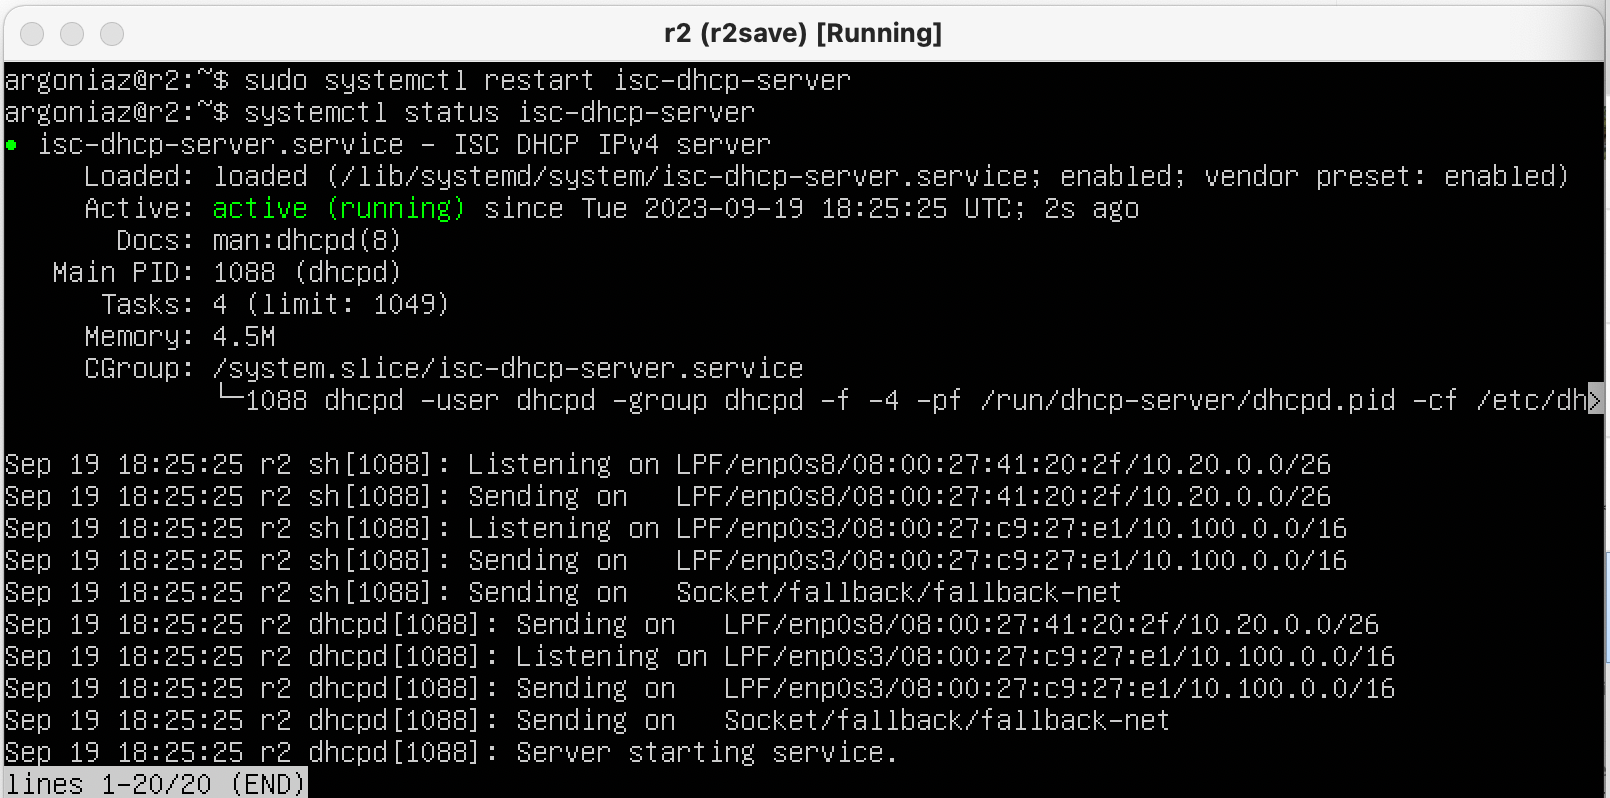 r2 (r2save) [Running]
argoniaz@r2:~$ sudo systemctl restart isc-dhcp-server
argoniaz@r2:~$ systemctl status isc-dhcp-server
● isc-dhcp-server.service - ISC DHCP IPv4 server
     Loaded: loaded (/lib/systemd/system/isc-dhcp-server.service; enabled; vendor preset: enabled)
     Active: active (running) since Tue 2023-09-19 18:25:25 UTC; 2s ago
       Docs: man:dhcpd(8)
   Main PID: 1088 (dhcpd)
      Tasks: 4 (limit: 1049)
     Memory: 4.5M
     CGroup: /system.slice/isc-dhcp-server.service
             └─1088 dhcpd -user dhcpd -group dhcpd -f -4 -pf /run/dhcp-server/dhcpd.pid -cf /etc/dh>
Sep 19 18:25:25 r2 sh[1088]: Listening on LPF/enp0s8/08:00:27:41:20:2f/10.20.0.0/26
Sep 19 18:25:25 r2 sh[1088]: Sending on   LPF/enp0s8/08:00:27:41:20:2f/10.20.0.0/26
Sep 19 18:25:25 r2 sh[1088]: Listening on LPF/enp0s3/08:00:27:c9:27:e1/10.100.0.0/16
Sep 19 18:25:25 r2 sh[1088]: Sending on   LPF/enp0s3/08:00:27:c9:27:e1/10.100.0.0/16
Sep 19 18:25:25 r2 sh[1088]: Sending on   Socket/fallback/fallback-net
Sep 19 18:25:25 r2 dhcpd[1088]: Sending on   LPF/enp0s8/08:00:27:41:20:2f/10.20.0.0/26
Sep 19 18:25:25 r2 dhcpd[1088]: Listening on LPF/enp0s3/08:00:27:c9:27:e1/10.100.0.0/16
Sep 19 18:25:25 r2 dhcpd[1088]: Sending on   LPF/enp0s3/08:00:27:c9:27:e1/10.100.0.0/16
Sep 19 18:25:25 r2 dhcpd[1088]: Sending on   Socket/fallback/fallback-net
Sep 19 18:25:25 r2 dhcpd[1088]: Server starting service.
lines 1-20/20 (END)